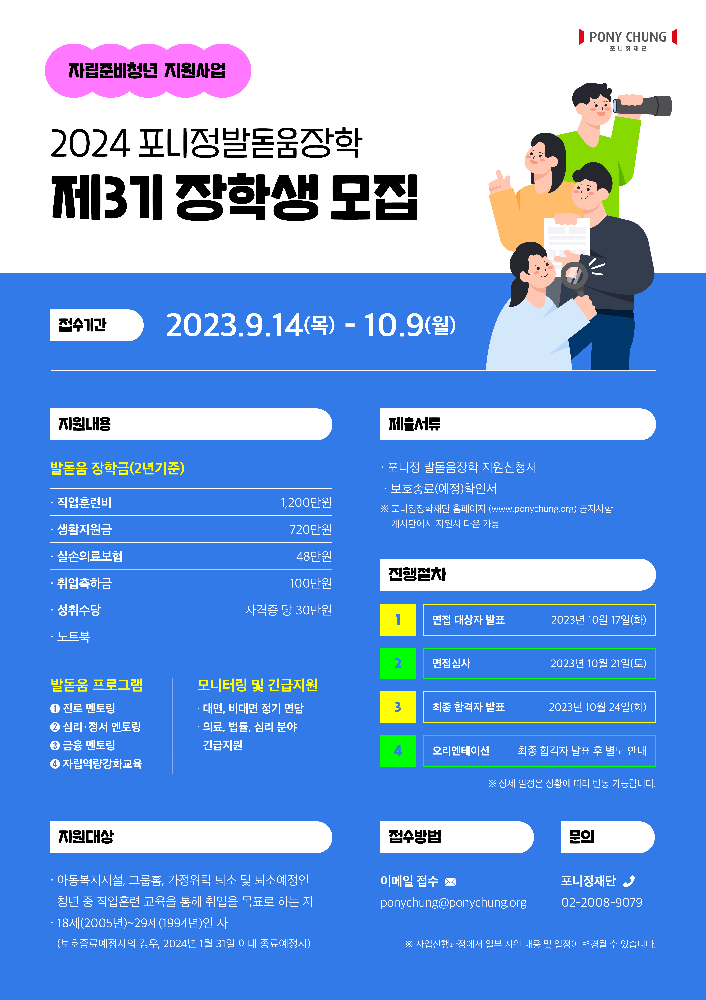 PONY CHUNG
포니정재단
자립준비청년 지원사업
2024 포니정발돋움장학
제3기 장학생 모집
접수기간
2023.9.14(목) - 10.9(월)
지원내용
발돋움 장학금(2년기준)
· 직업훈련비 1,200만원
· 생활지원금 720만원
· 실손의료보험 48만원
· 취업축하금 100만원
· 성취수당 자격증 당 30만원
· 노트북
발돋움 프로그램
❶ 진로 멘토링
❷ 심리·정서 멘토링
❸ 금융 멘토링
❹ 자립역량강화교육
모니터링 및 긴급지원
· 대면, 비대면 정기 면담
· 의료, 법률, 심리 분야
긴급지원
제출서류
· 포니정 발돋움장학 지원신청서
· 보호종료(예정)확인서
※ 포니정장학재단 홈페이지 (www.ponychung.org) 공지사항
게시판에서 지원서 다운 가능
진행절차
1 면접 대상자 발표 2023년 10월 17일(화)
2 면접심사 2023년 10월 21일(토)
3 최종 합격자 발표 2023년 10월 24일(화)
4 오리엔테이션 최종 합격자 발표 후 별도 안내
※ 상세 일정은 상황에 따라 변동 가능합니다.
지원대상
· 아동복지시설, 그룹홈, 가정위탁 퇴소 및 퇴소예정인
청년 중 직업훈련 교육을 통해 취업을 목표로 하는 자
· 18세(2005년)~29세(1994년)인 자
(보호종료예정자의 경우, 2024년 1월 31일 이내 종료예정자)
접수방법
이메일 접수
ponychung@ponychung.org
문의
포니정재단
02-2008-9079
※ 사업진행과정에서 일부 지원 내용 및 일정이 변경될 수 있습니다.